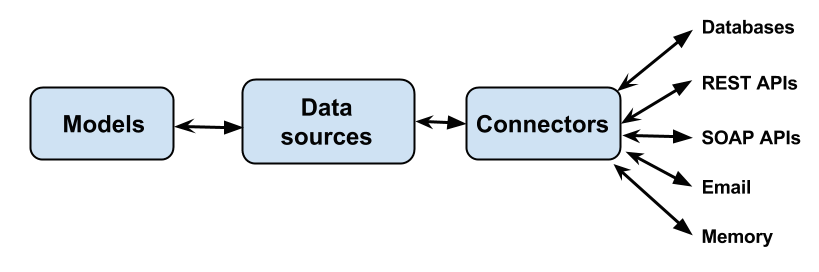 Models
Data
sources
Connectors
Databases
REST APIs
SOAP APIs
Email
Memory